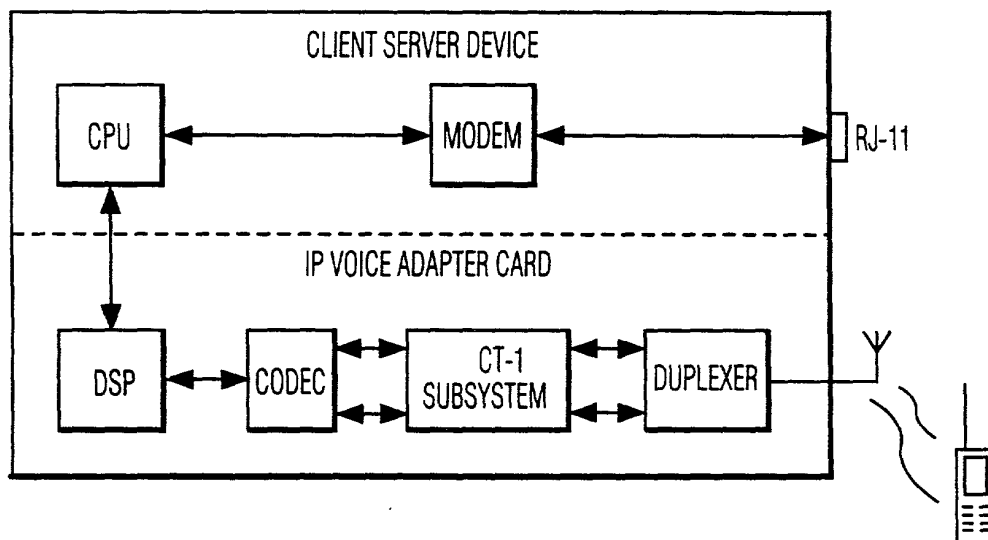 CLIENT SERVER DEVICE
CPU
MODEM
RJ-11
IP VOICE ADAPTER CARD
DSP
CODEC
CT-1
SUBSYSTEM
DUPLEXER